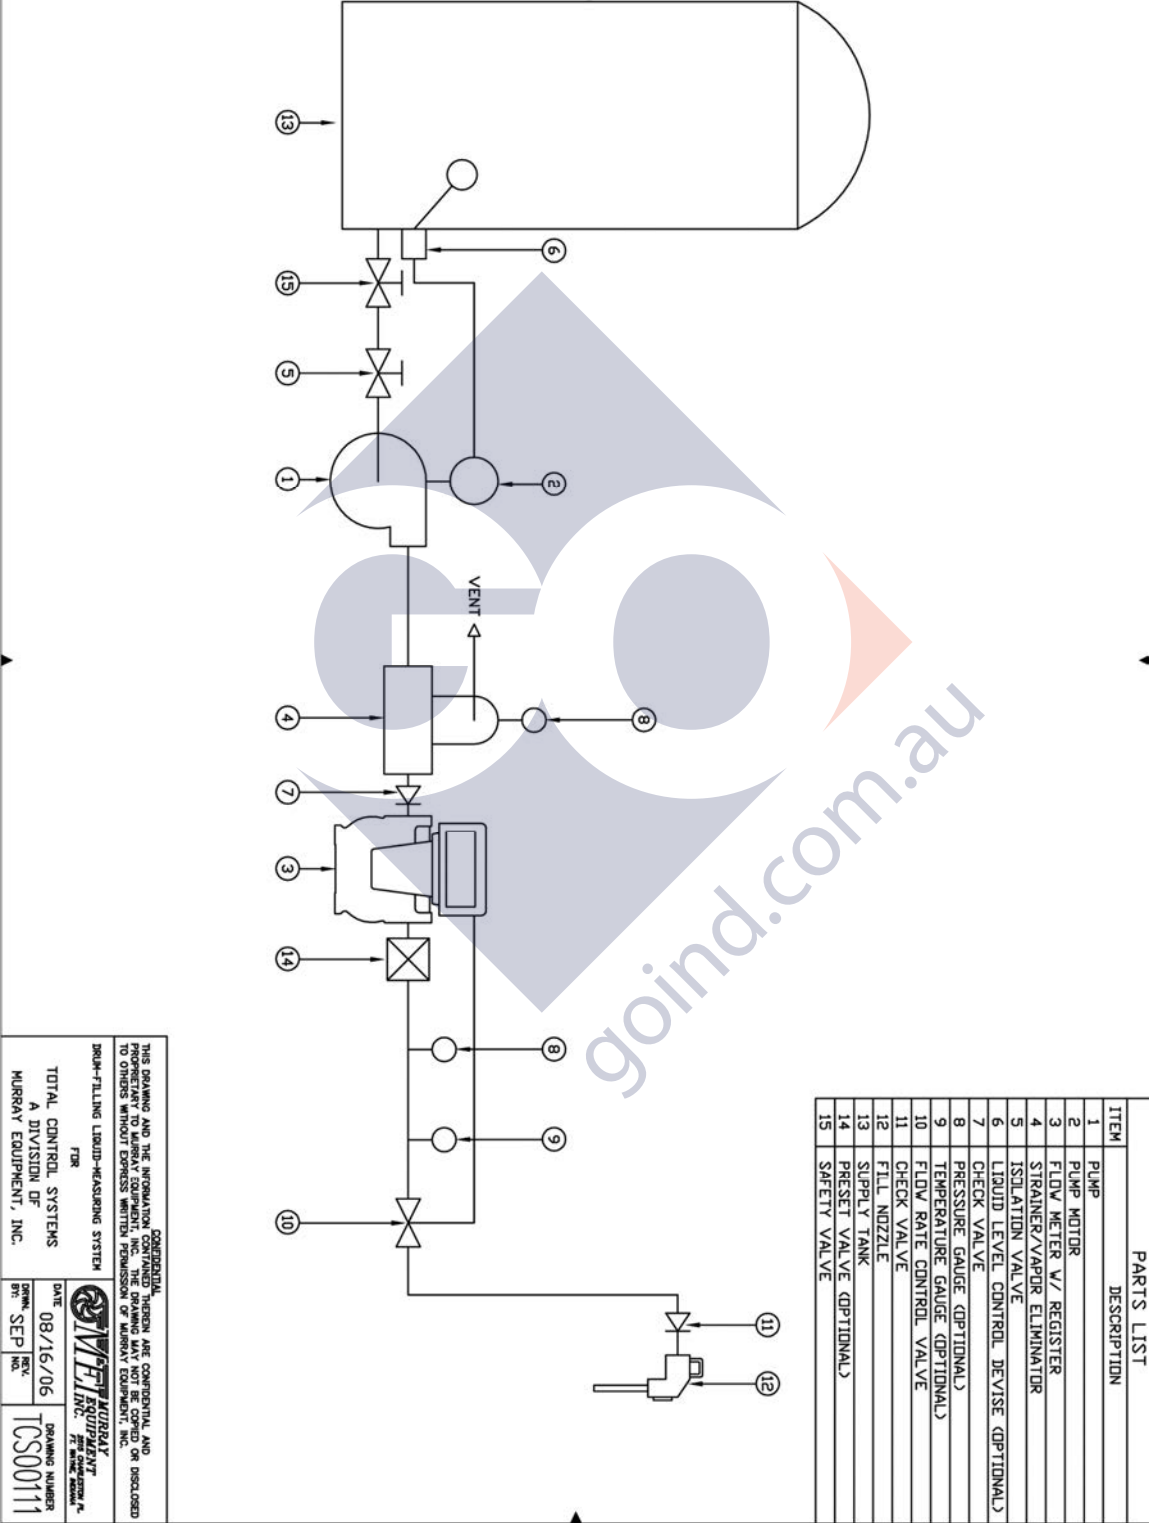 PARTS LIST
ITEM DESCRIPTION
1 PUMP
2 PUMP MOTOR
3 FLOW METER W/ REGISTER
4 STRAINER/VAPOR ELIMINATOR
5 ISOLATION VALVE
6 LIQUID LEVEL CONTROL DEVISE (OPTIONAL)
7 CHECK VALVE
8 PRESSURE GAUGE (OPTIONAL)
9 TEMPERATURE GAUGE (OPTIONAL)
10 FLOW RATE CONTROL VALVE
11 CHECK VALVE
12 FILL NOZZLE
13 SUPPLY TANK
14 PRESET VALVE (OPTIONAL)
15 SAFETY VALVE
13
6
15
5
1
2
VENT
8
4
7
3
14
8
9
10
11
12
goind.com.au
CONFIDENTIAL
THIS DRAWING AND THE INFORMATION CONTAINED THEREIN ARE CONFIDENTIAL AND
PROPRIETARY TO MURRAY EQUIPMENT, INC. THE DRAWING MAY NOT BE COPIED OR DISCLOSED
TO OTHERS WITHOUT EXPRESS WRITTEN PERMISSION OF MURRAY EQUIPMENT, INC.
DRUM-FILLING LIQUID-MEASURING SYSTEM
FOR
TOTAL CONTROL SYSTEMS
A DIVISION OF
MURRAY EQUIPMENT, INC.
MEI MURRAY
EQUIPMENT
INC. 2515 CHARLESTON PL.
FT. WAYNE, INDIANA
DATE 08/16/06
DRWN. BY: SEP
REV. NO.
DRAWING NUMBER
TCS00111